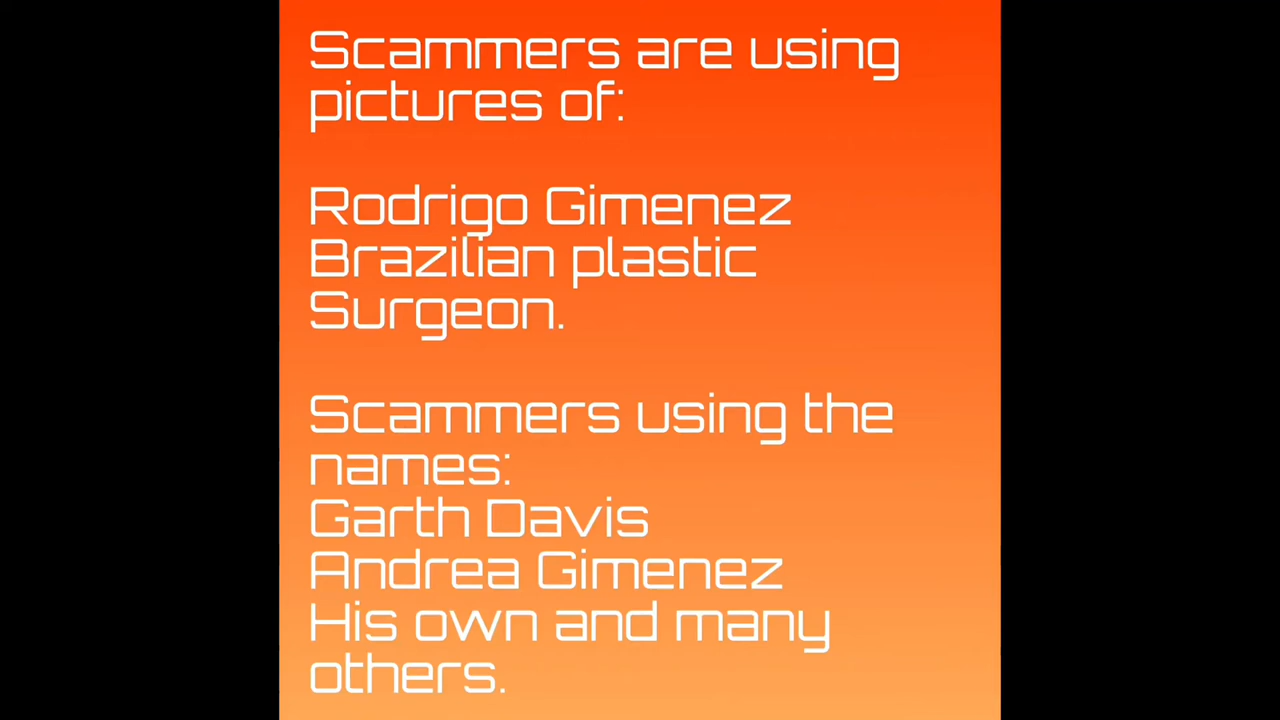 Scammers are using
pictures of:
Rodrigo Gimenez
Brazilian plastic
Surgeon.
Scammers using the
names:
Garth Davis
Andrea Gimenez
His own and many
others.